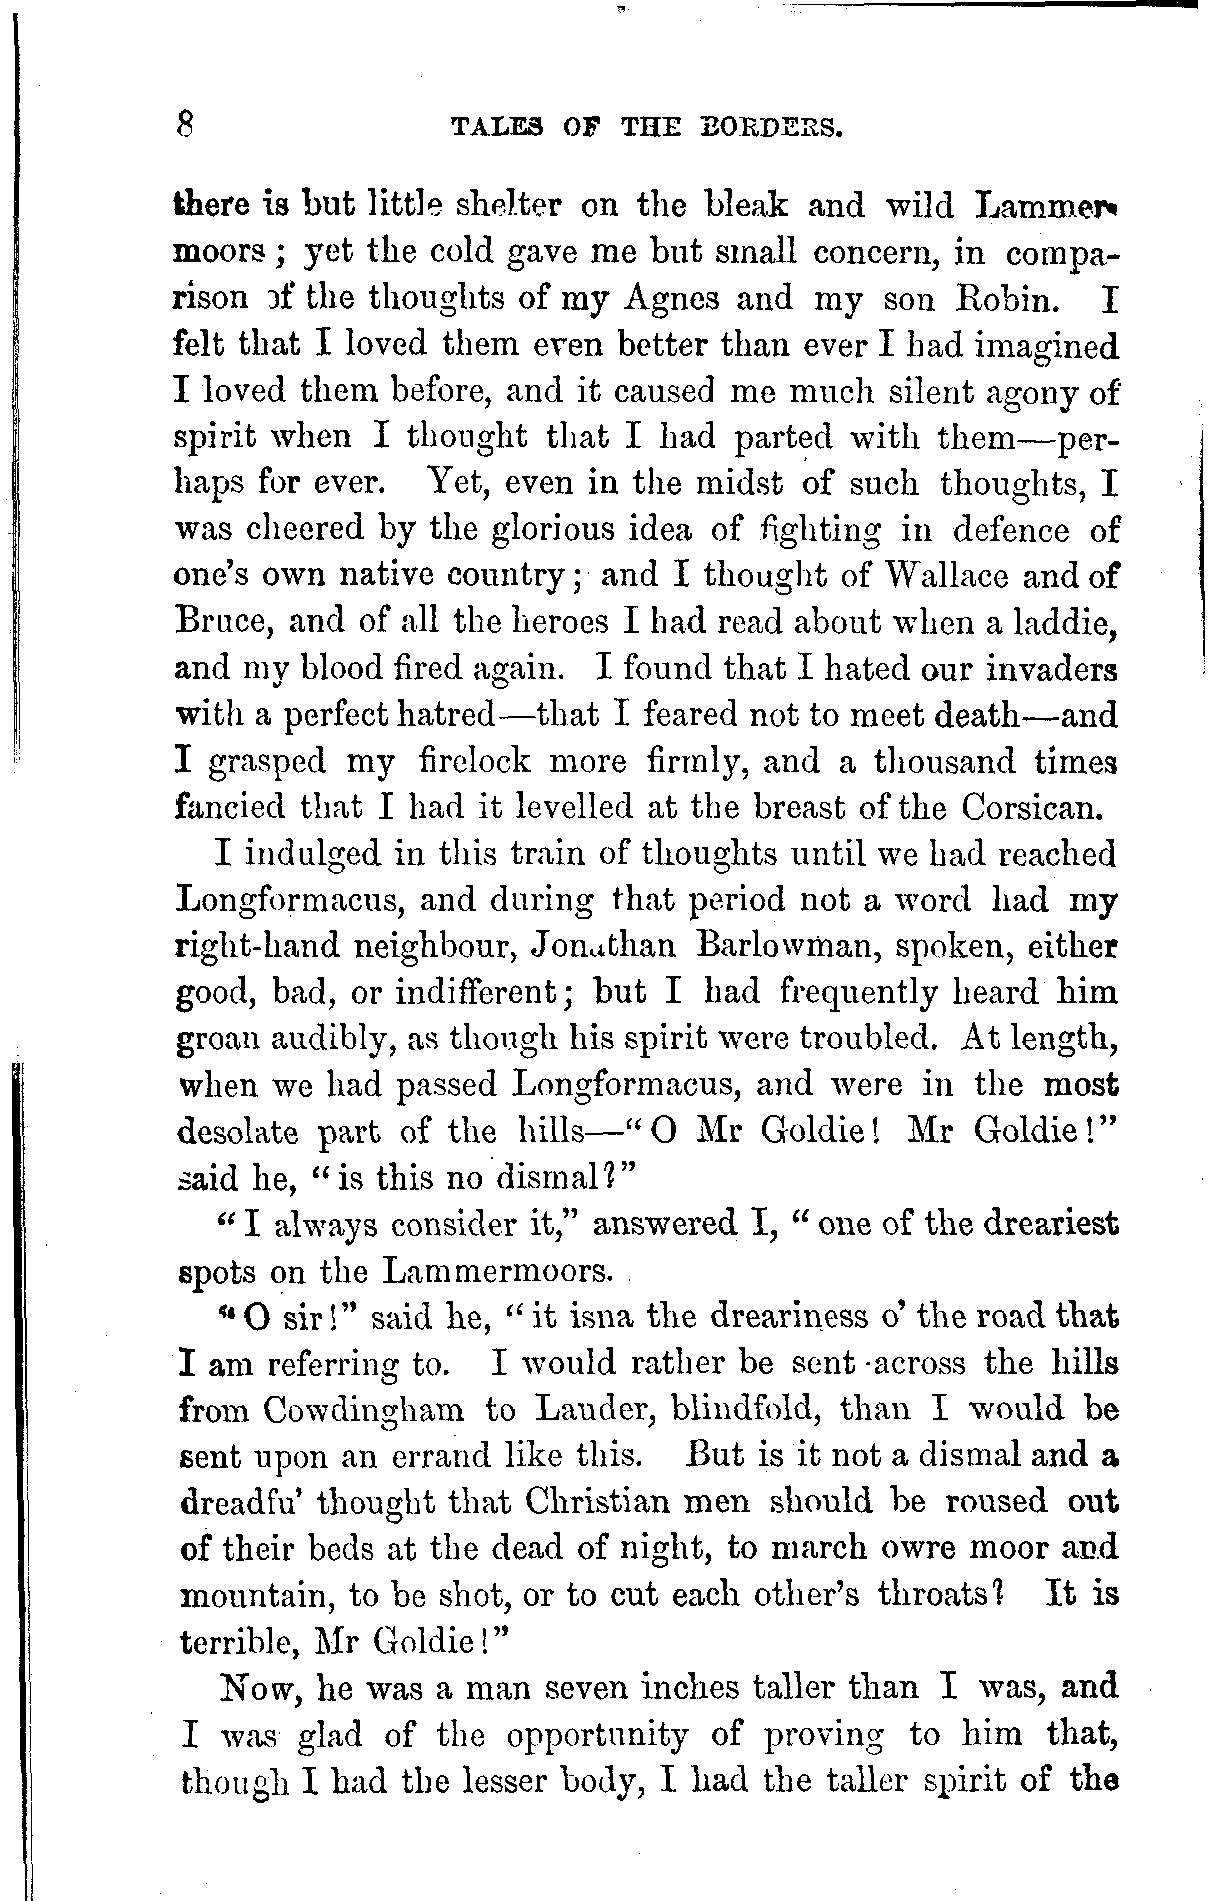 8 TALES OF THE BORDERS.
there is but little shelter on the bleak and wild Lammer-
moors; yet the cold gave me but small concern, in compa-
rison of the thoughts of my Agnes and my son Robin. I
felt that I loved them even better than ever I had imagined
I loved them before, and it caused me much silent agony of
spirit when I thought that I had parted with them—per-
haps for ever. Yet, even in the midst of such thoughts, I
was cheered by the glorious idea of fighting in defence of
one's own native country; and I thought of Wallace and of
Bruce, and of all the heroes I had read about when a laddie,
and my blood fired again. I found that I hated our invaders
with a perfect hatred—that I feared not to meet death—and
I grasped my firelock more firmly, and a thousand times
fancied that I had it levelled at the breast of the Corsican.
I indulged in this train of thoughts until we had reached
Longformacus, and during that period not a word had my
right-hand neighbour, Jonathan Barlowman, spoken, either
good, bad, or indifferent; but I had frequently heard him
groan audibly, as though his spirit were troubled. At length,
when we had passed Longformacus, and were in the most
desolate part of the hills—"O Mr Goldie! Mr Goldie!"
said he, "is this no dismal?"
"I always consider it," answered I, "one of the dreariest
spots on the Lammermoors.
"O sir!" said he, "it isna the dreariness o' the road that
I am referring to. I would rather be sent across the hills
from Cowdingham to Lauder, blindfold, than I would be
sent upon an errand like this. But is it not a dismal and a
dreadfu' thought that Christian men should be roused out
of their beds at the dead of night, to march owre moor and
mountain, to be shot, or to cut each other's throats? It is
terrible, Mr Goldie!"
Now, he was a man seven inches taller than I was, and
I was glad of the opportunity of proving to him that,
though I had the lesser body, I had the taller spirit of the